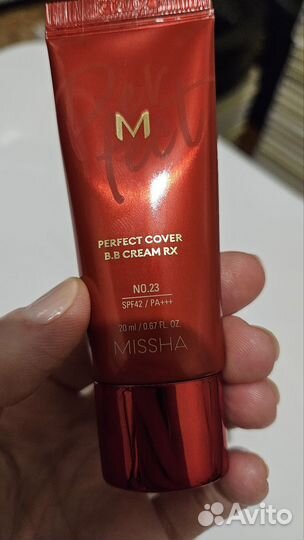 Perfect
M
PERFECT COVER
B.B CREAM RX
NO.23
SPF42 / PA+++
20 ml / 0.67 FL. OZ.
MISSHA
Avito